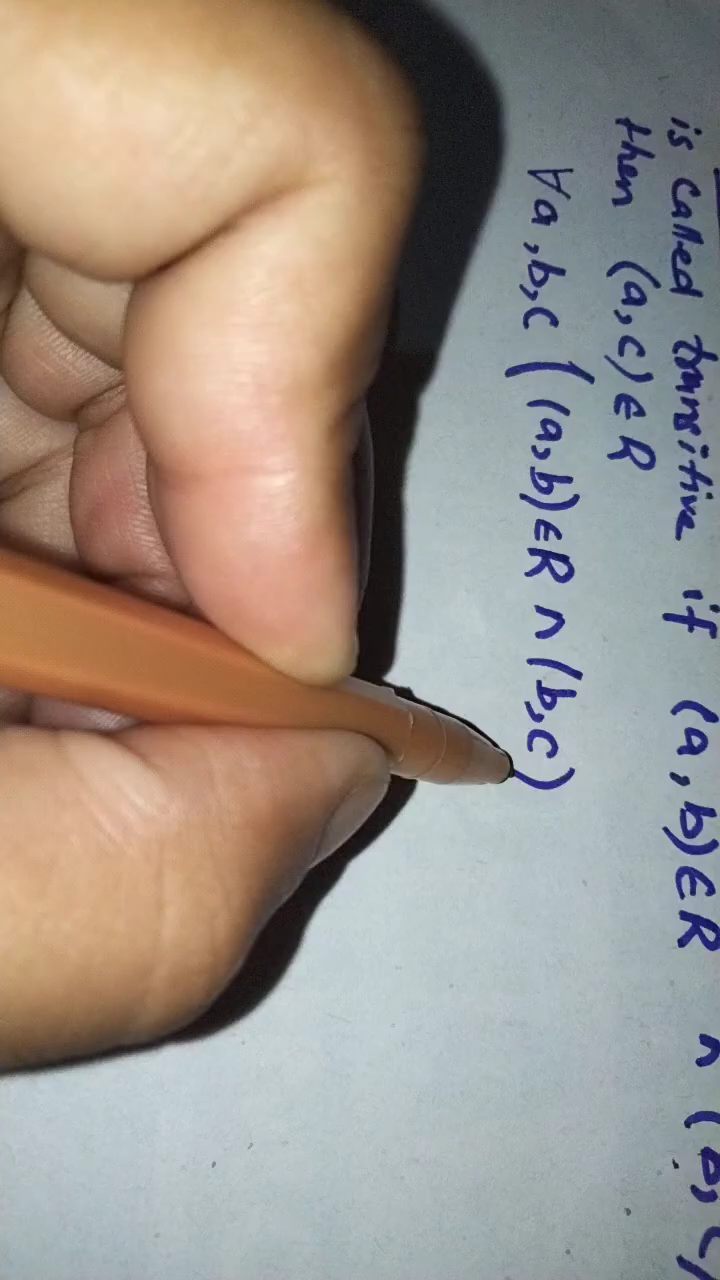 is called transitive if (a,b)∈R ∩ (b,c)
then (a,c)∈R
∀a,b,c ((a,b)∈R ∩ (b,c)